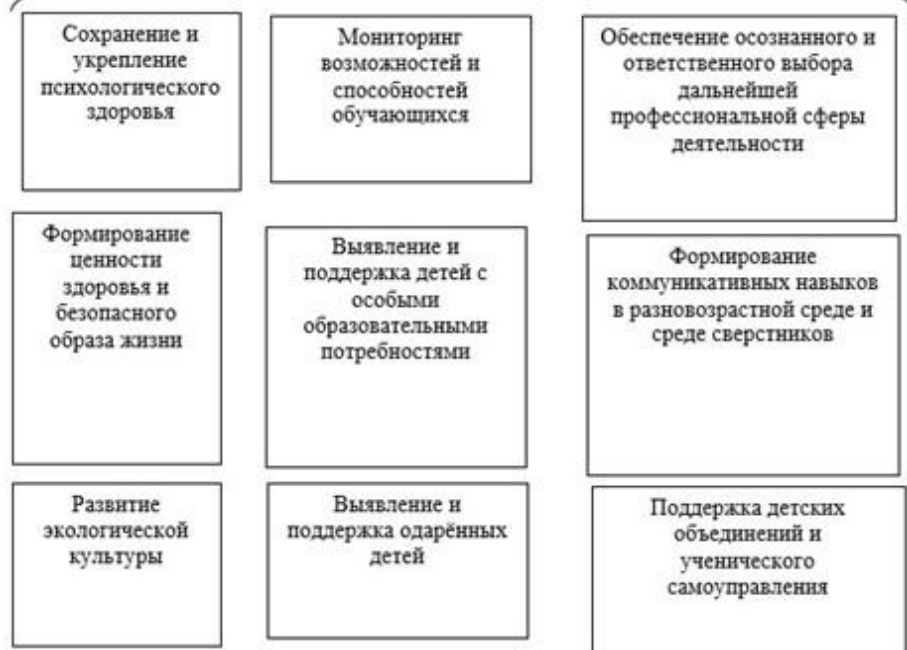 Сохранение и
укрепление
психологического
здоровья
Мониторинг
возможностей и
способностей
обучающихся
Обеспечение осознанного и
ответственного выбора
дальнейшей
профессиональной сферы
деятельности
Формирование
ценности
здоровья и
безопасного
образа жизни
Выявление и
поддержка детей с
особыми
образовательными
потребностями
Формирование
коммуникативных навыков
в разновозрастной среде и
среде сверстников
Развитие
экологической
культуры
Выявление и
поддержка одарённых
детей
Поддержка детских
объединений и
ученического
самоуправления